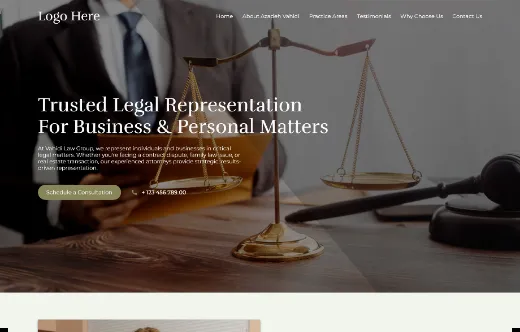 Logo Here
Home About Azadeh Vahidi Practice Areas Testimonials Why Choose Us Contact Us
Trusted Legal Representation
For Business & Personal Matters
At Vahidi Law Group, we represent individuals and businesses in critical
legal matters. Whether you're facing a contract dispute, family law issue, or
real estate transaction, our experienced attorneys provide strategic results-
driven representation.
Schedule a Consultation
+ 123 456 789 00